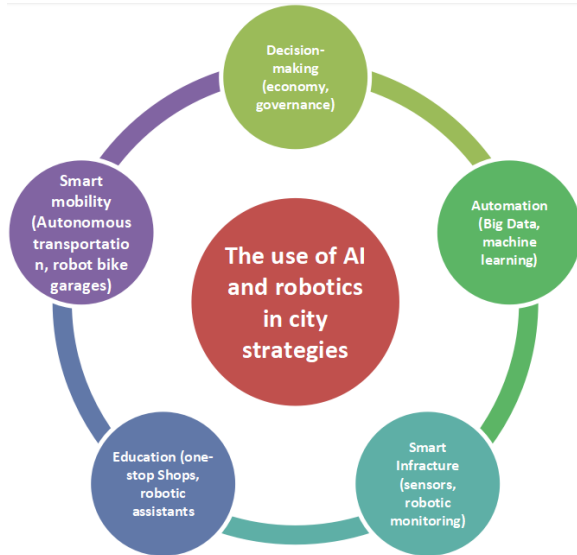 Decision-
making
(economy,
governance)
Smart
mobility
(Autonomous
transportatio
n, robot bike
garages)
Automation
(Big Data,
machine
learning)
The use of AI
and robotics
in city
strategies
Education (one-
stop Shops,
robotic
assistants
Smart
Infracture
(sensors,
robotic
monitoring)